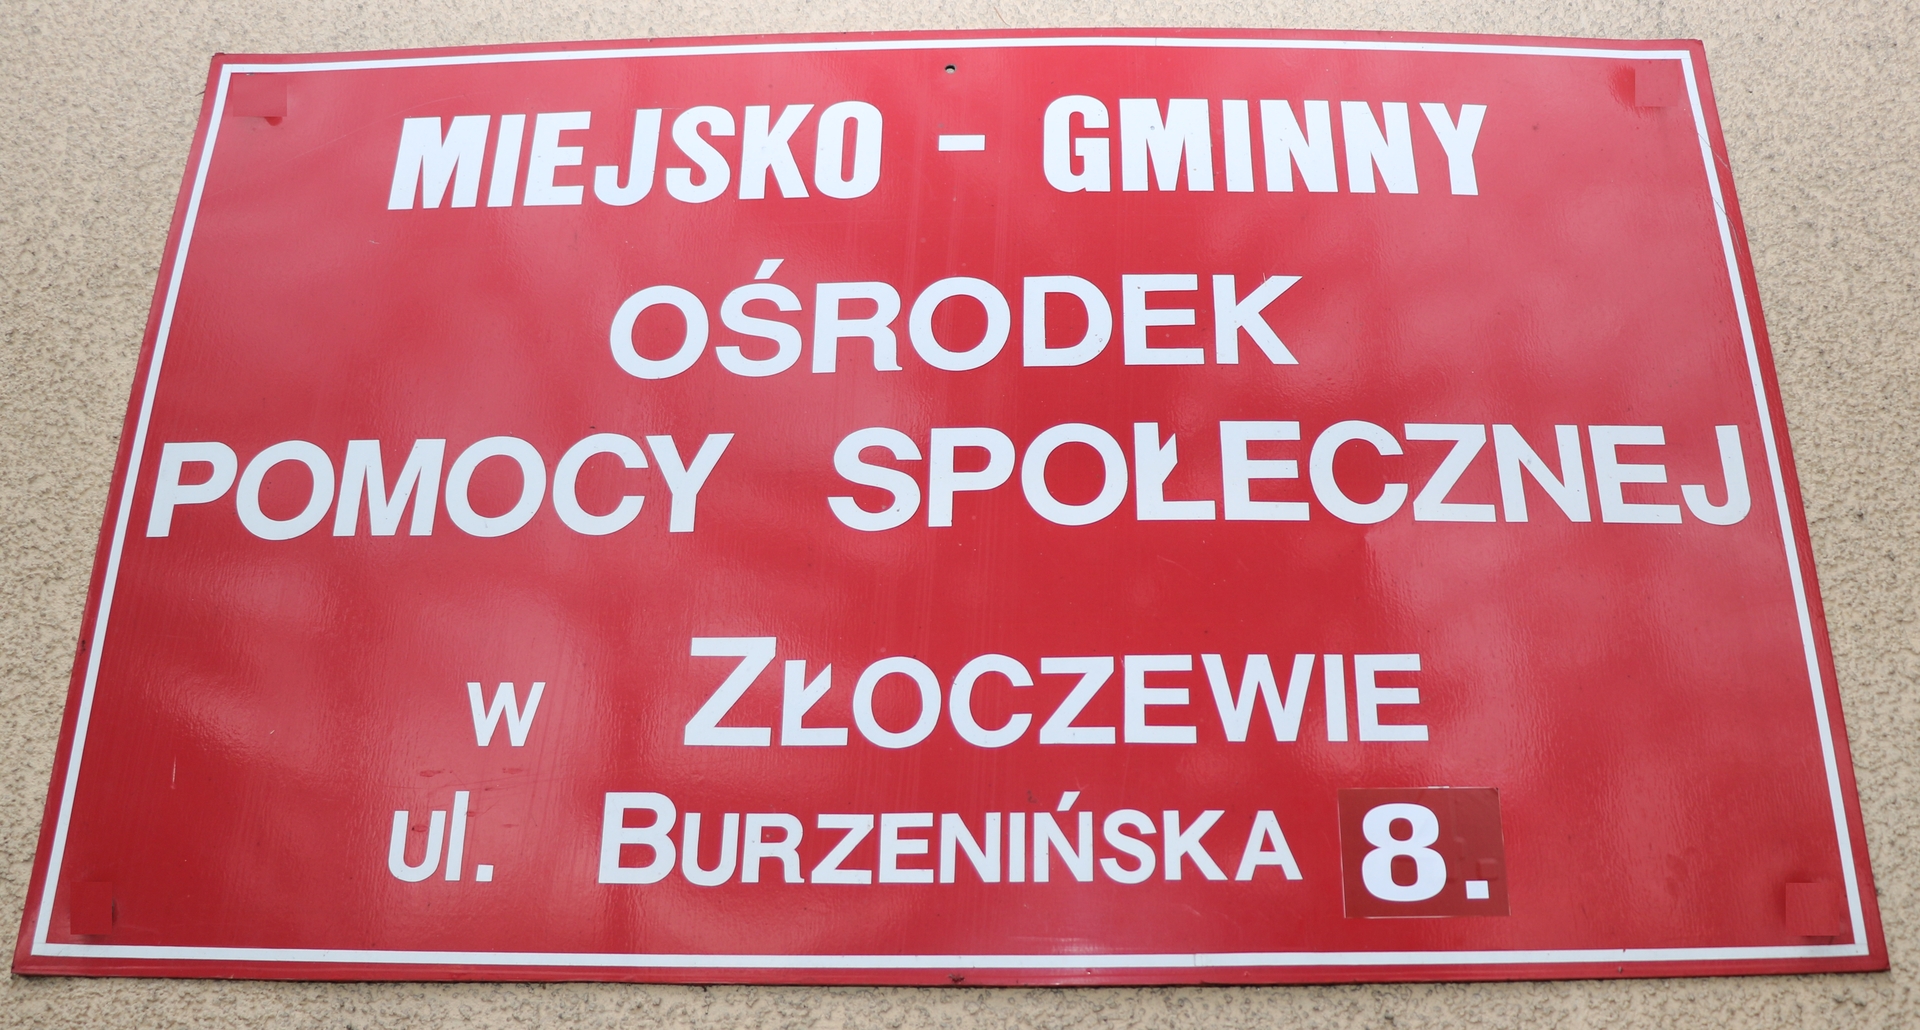 MIEJSKO - GMINNY
OŚRODEK
POMOCY SPOŁECZNEJ
w ZŁOCZEWIE
ul. BURZENIŃSKA 8.